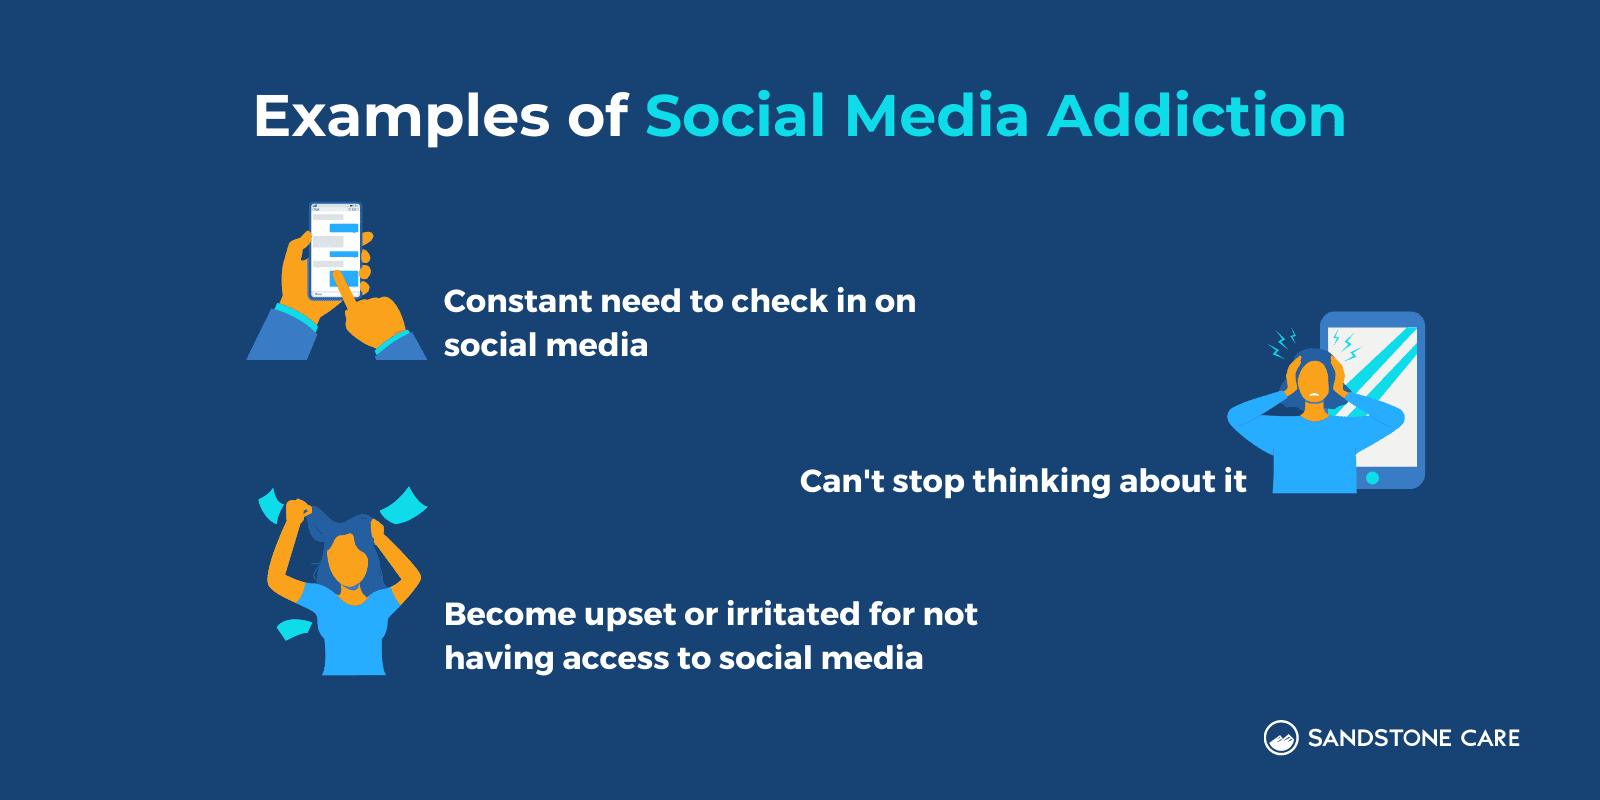 Examples of Social Media Addiction
Constant need to check in on
social media
Can't stop thinking about it
Become upset or irritated for not
having access to social media
SANDSTONE CARE